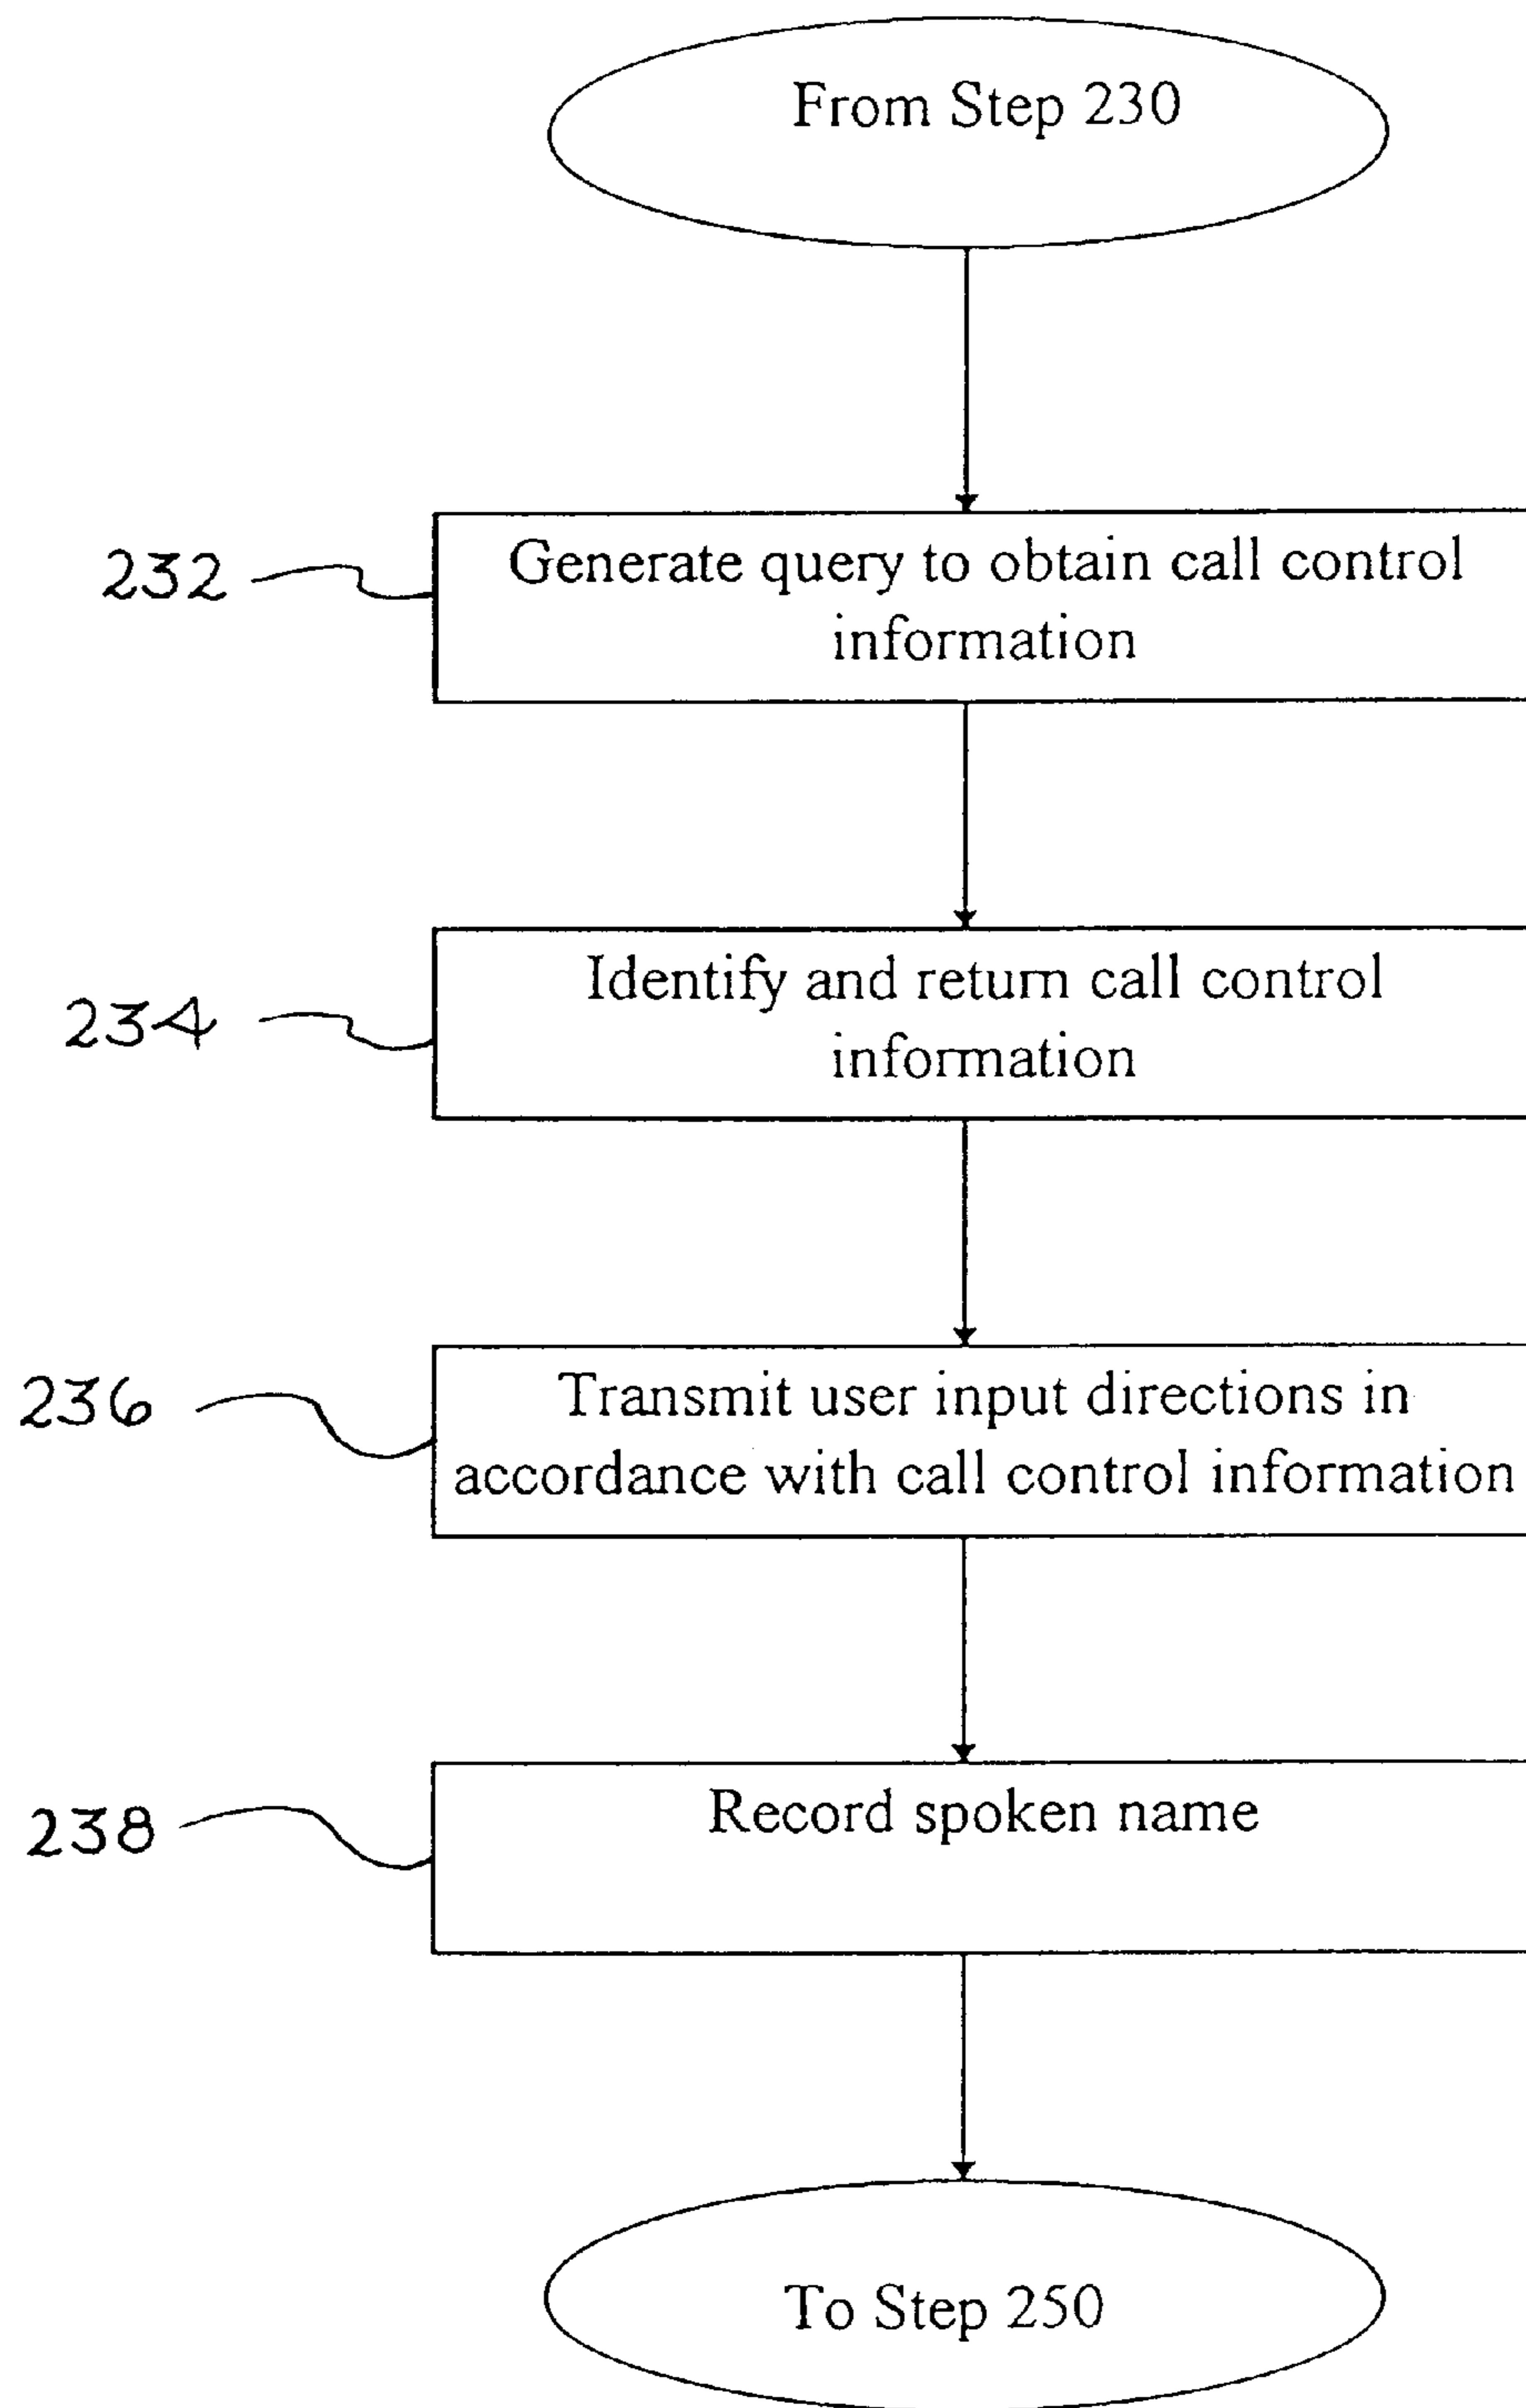 From Step 230
232
Generate query to obtain call control
information
234
Identify and return call control
information
236
Transmit user input directions in
accordance with call control information
238
Record spoken name
To Step 250